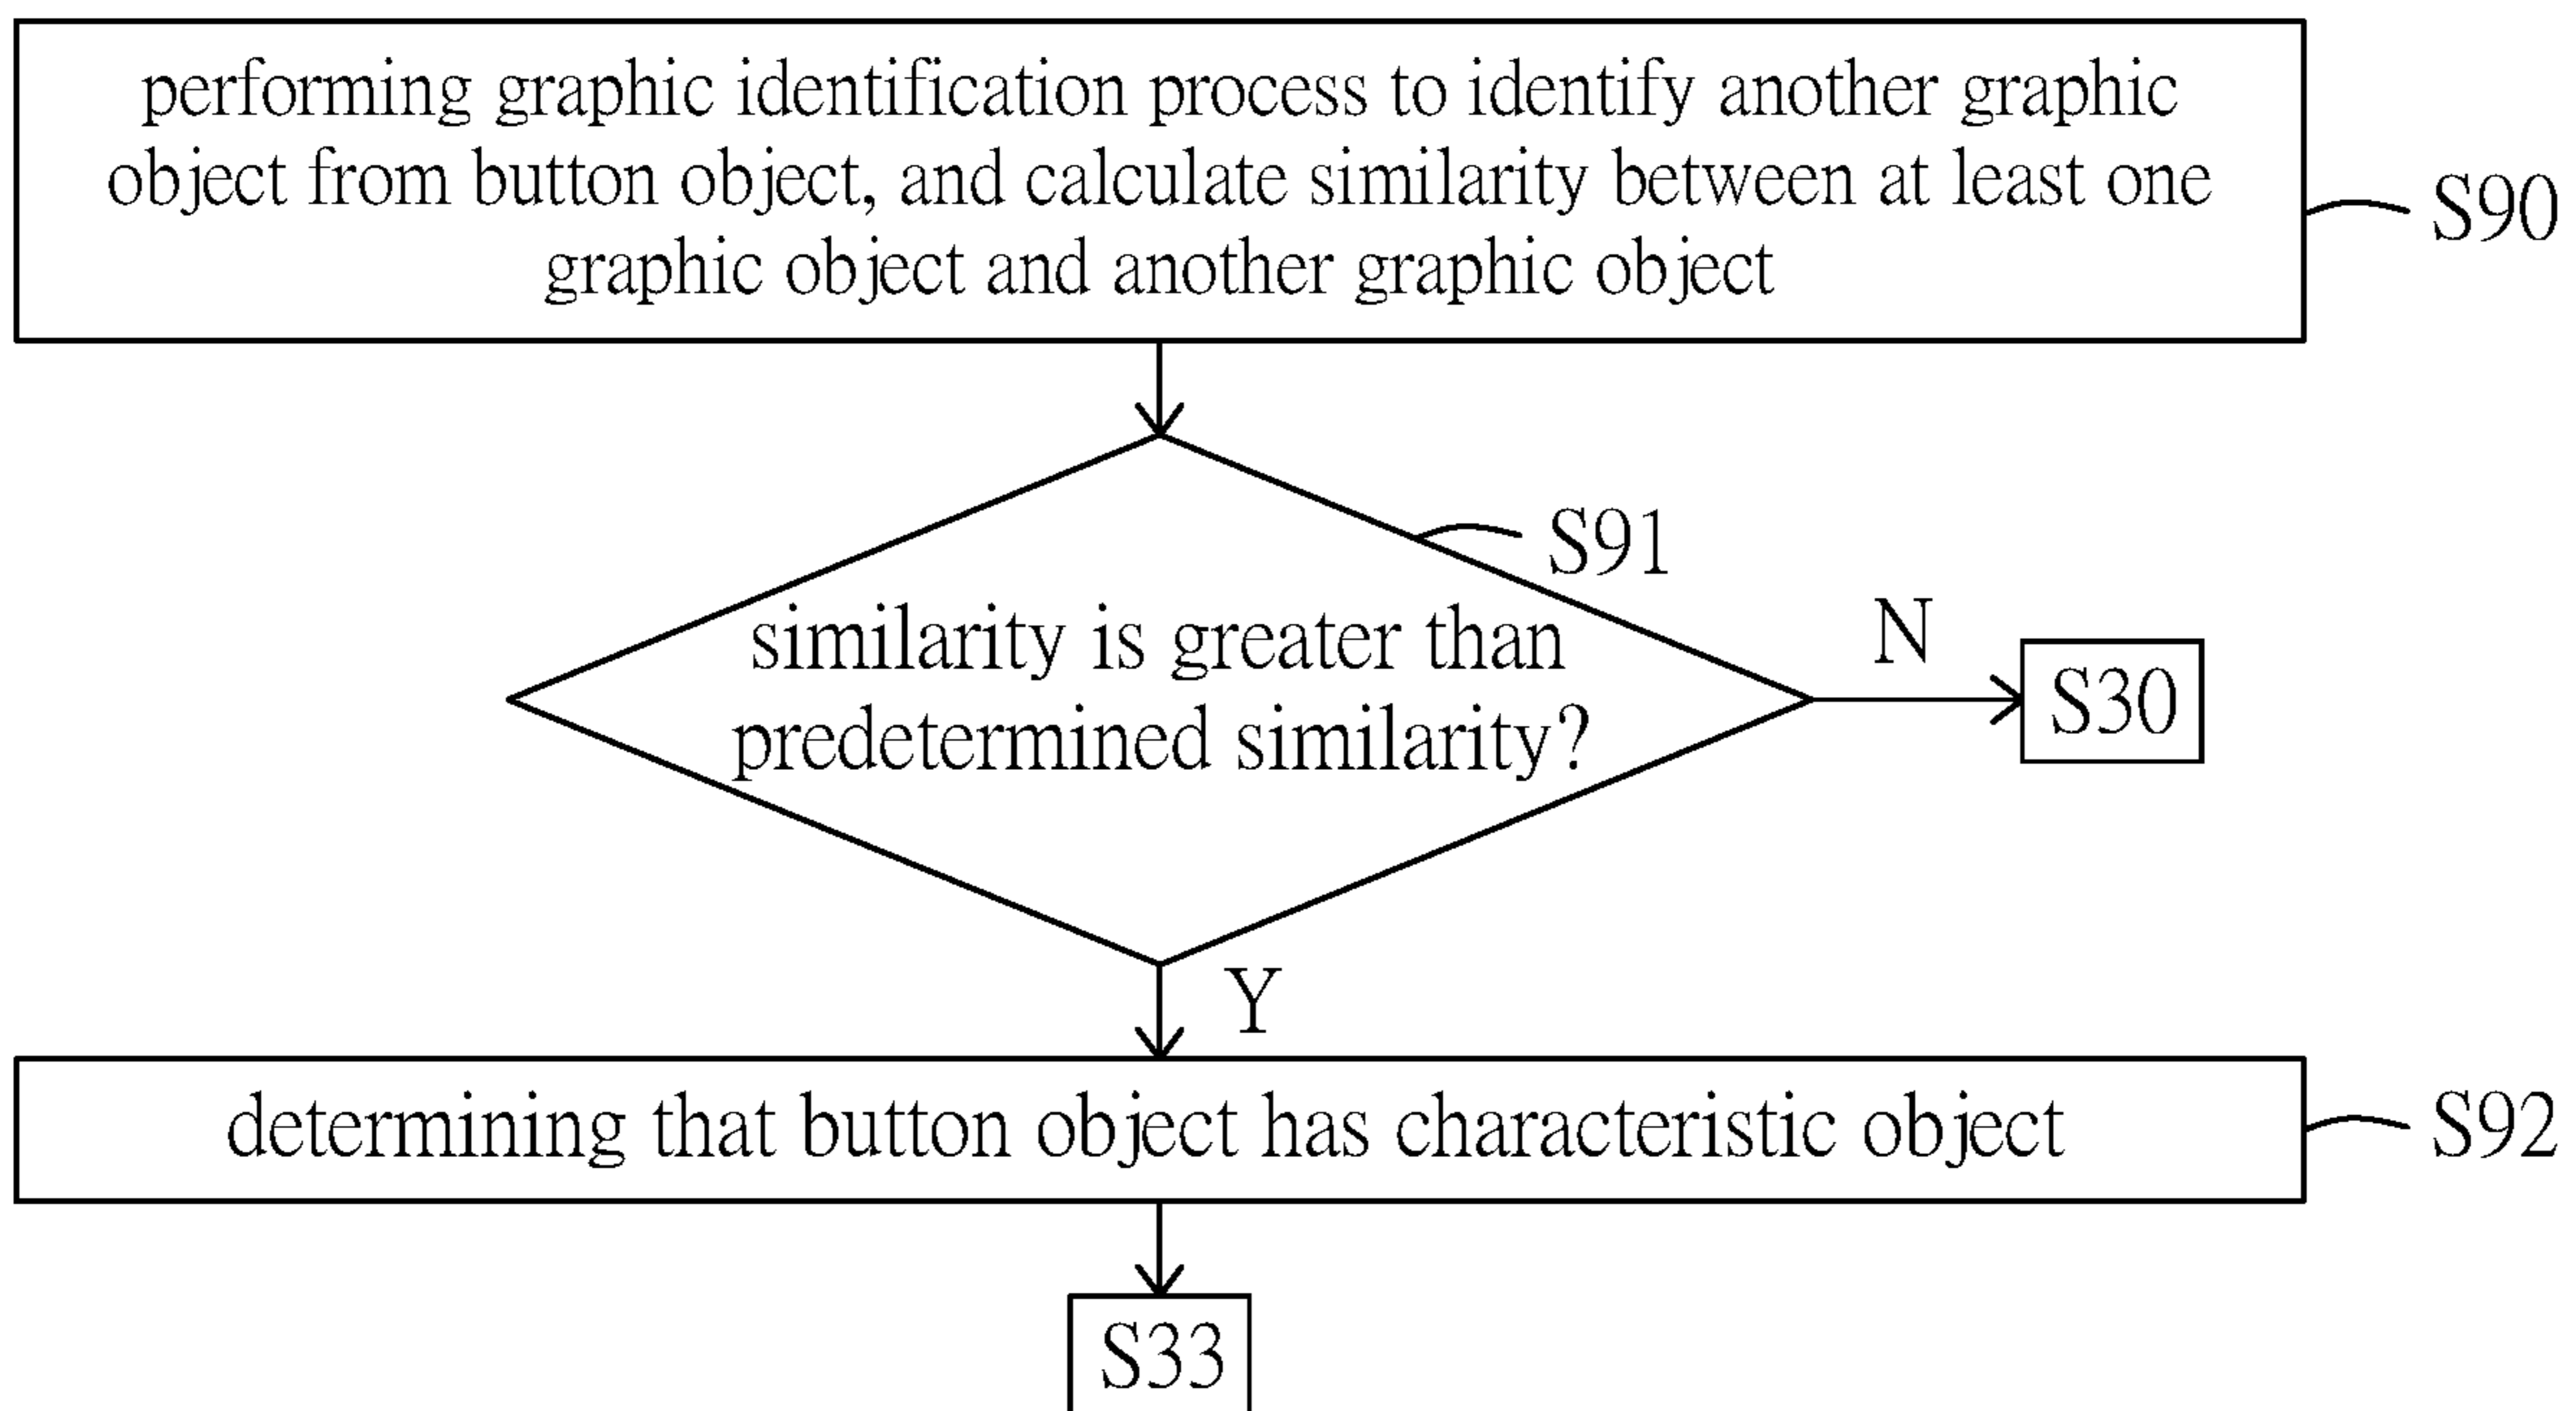 performing graphic identification process to identify another graphic
object from button object, and calculate similarity between at least one
graphic object and another graphic object
S90
S91
similarity is greater than
predetermined similarity?
N
S30
Y
determining that button object has characteristic object
S92
S33